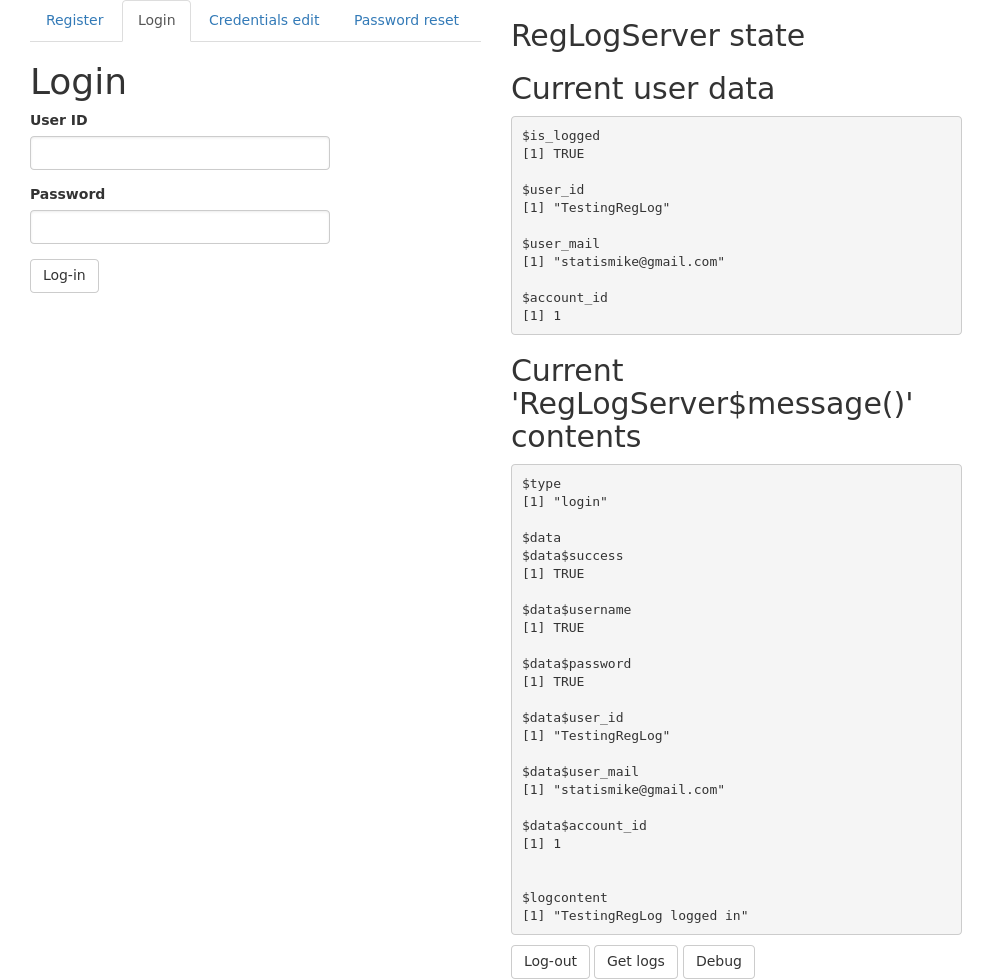 Register Login Credentials edit Password reset
Login
User ID
Password
Log-in
RegLogServer state
Current user data
$is_logged
[1] TRUE
$user_id
[1] "TestingRegLog"
$user_mail
[1] "statismike@gmail.com"
$account_id
[1] 1
Current
'RegLogServer$message()'
contents
$type
[1] "login"
$data
$data$success
[1] TRUE
$data$username
[1] TRUE
$data$password
[1] TRUE
$data$user_id
[1] "TestingRegLog"
$data$user_mail
[1] "statismike@gmail.com"
$data$account_id
[1] 1
$logcontent
[1] "TestingRegLog logged in"
Log-out Get logs Debug